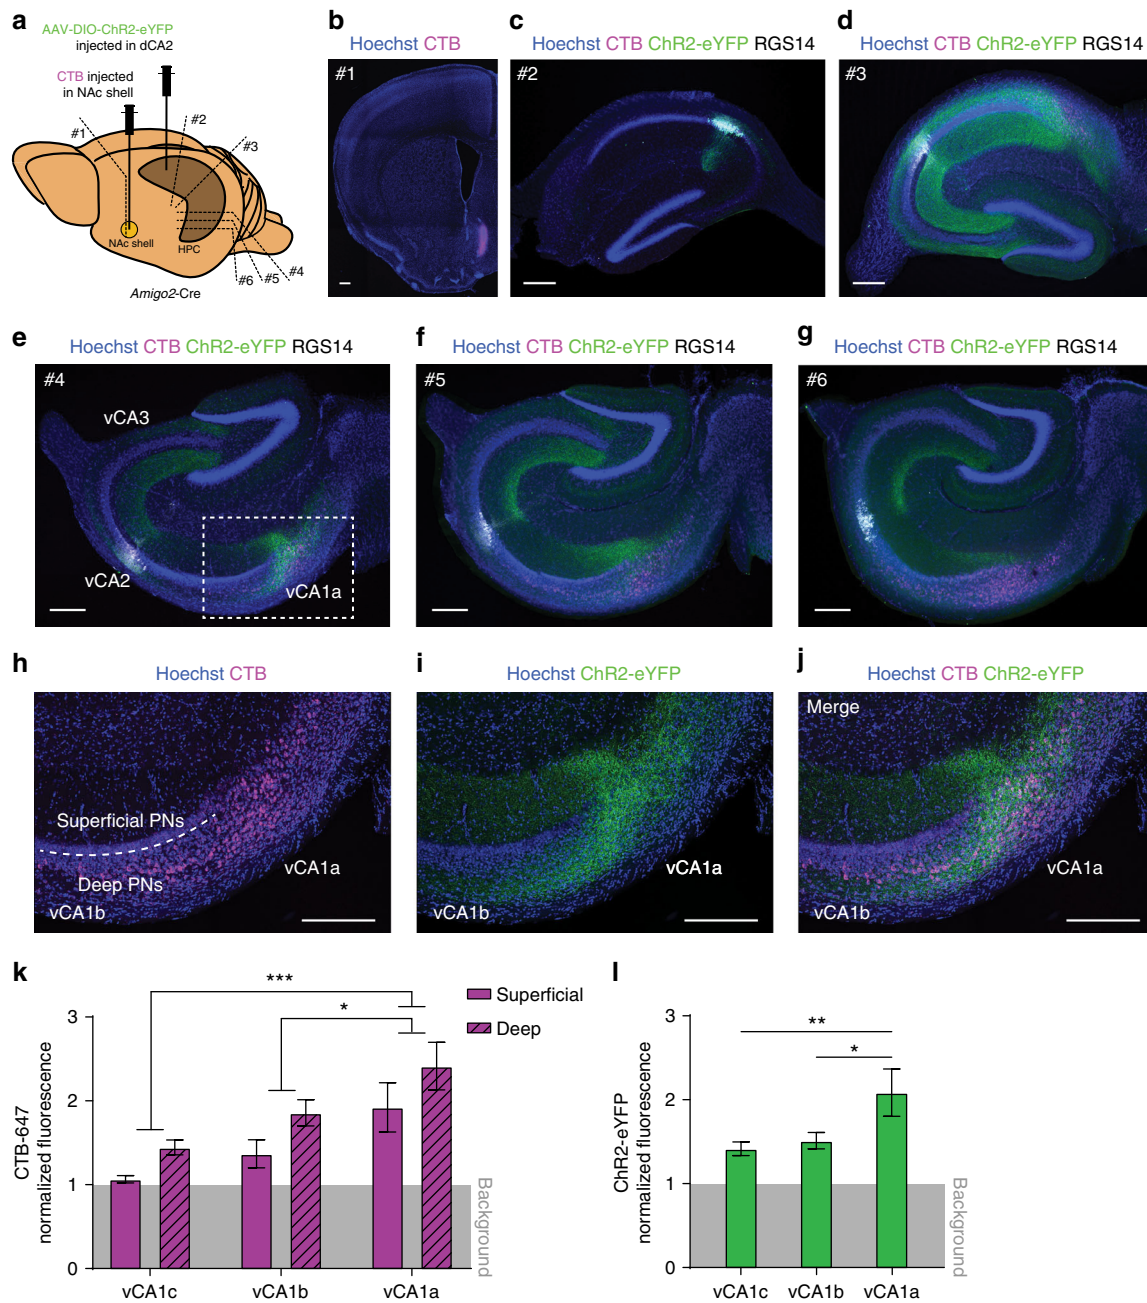 a
AAV-DIO-ChR2-eYFP
injected in dCA2
CTB injected
in NAc shell
#1
#2
#3
NAc shell
HPC
#4
#5
#6
Amigo2-Cre
b
Hoechst CTB
#1
c
Hoechst CTB ChR2-eYFP RGS14
#2
d
Hoechst CTB ChR2-eYFP RGS14
#3
e
Hoechst CTB ChR2-eYFP RGS14
#4
vCA3
vCA2
vCA1a
f
Hoechst CTB ChR2-eYFP RGS14
#5
g
Hoechst CTB ChR2-eYFP RGS14
#6
h
Hoechst CTB
Superficial PNs
Deep PNs
vCA1a
vCA1b
i
Hoechst ChR2-eYFP
vCA1a
vCA1b
j
Hoechst CTB ChR2-eYFP
Merge
vCA1a
vCA1b
k
***
*
Superficial
Deep
3
2
1
0
CTB-647
normalized fluorescence
Background
vCA1c vCA1b vCA1a
l
**
*
3
2
1
0
ChR2-eYFP
normalized fluorescence
Background
vCA1c vCA1b vCA1a